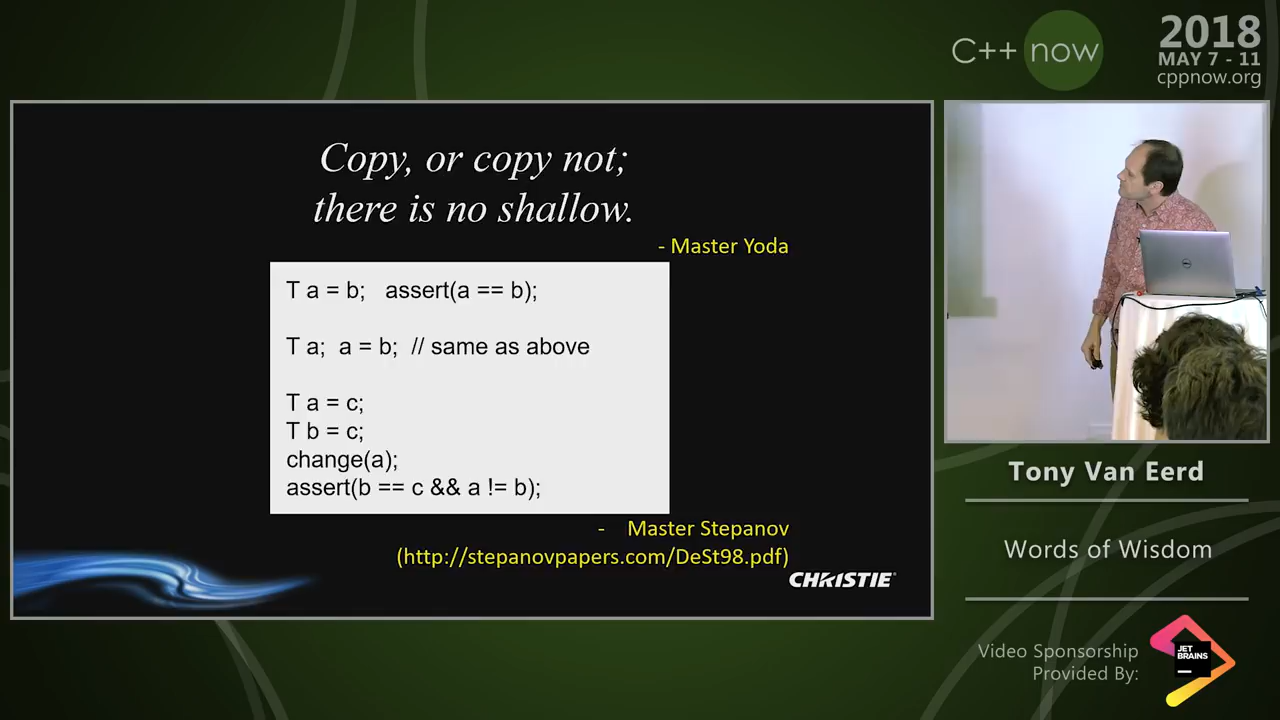 C++ now
2018
MAY 7 - 11
cppnow.org
Copy, or copy not;
there is no shallow.
- Master Yoda
T a = b;   assert(a == b);
T a;  a = b;  // same as above
T a = c;
T b = c;
change(a);
assert(b == c && a != b);
- Master Stepanov
(http://stepanovpapers.com/DeSt98.pdf)
CHRISTIE
Tony Van Eerd
Words of Wisdom
Video Sponsorship
Provided By:
JET
BRAINS